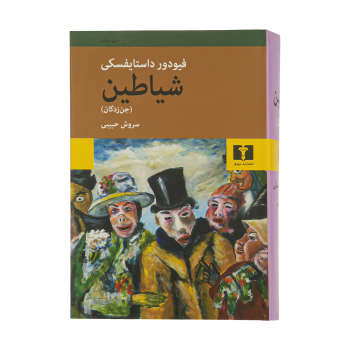 فیودور داستایفسکی
شیاطین
(جن‌زدگان)
سروش حبیبی